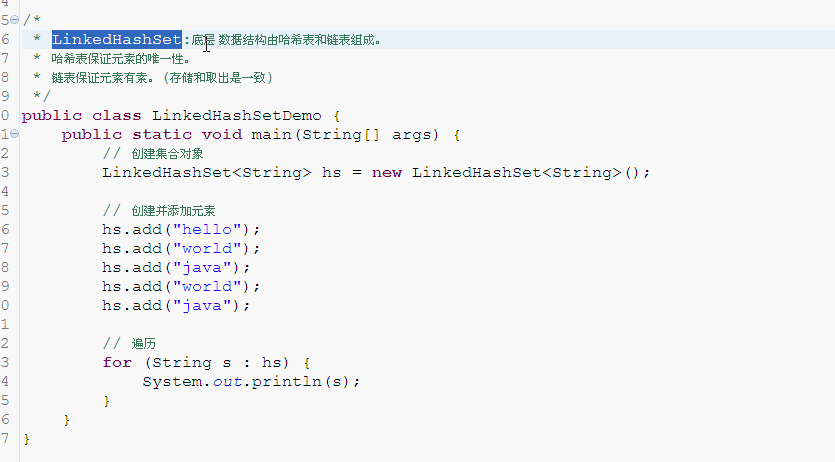 4
5 /*
6  * LinkedHashSet:底层 数据结构由哈希表和链表组成。
7  * 哈希表保证元素的唯一性。
8  * 链表保证元素有素。(存储和取出是一致)
9  */
0 public class LinkedHashSetDemo {
1     public static void main(String[] args) {
2         // 创建集合对象
3         LinkedHashSet<String> hs = new LinkedHashSet<String>();
4
5         // 创建并添加元素
6         hs.add("hello");
7         hs.add("world");
8         hs.add("java");
9         hs.add("world");
0         hs.add("java");
1
2         // 遍历
3         for (String s : hs) {
4             System.out.println(s);
5         }
6     }
7 }